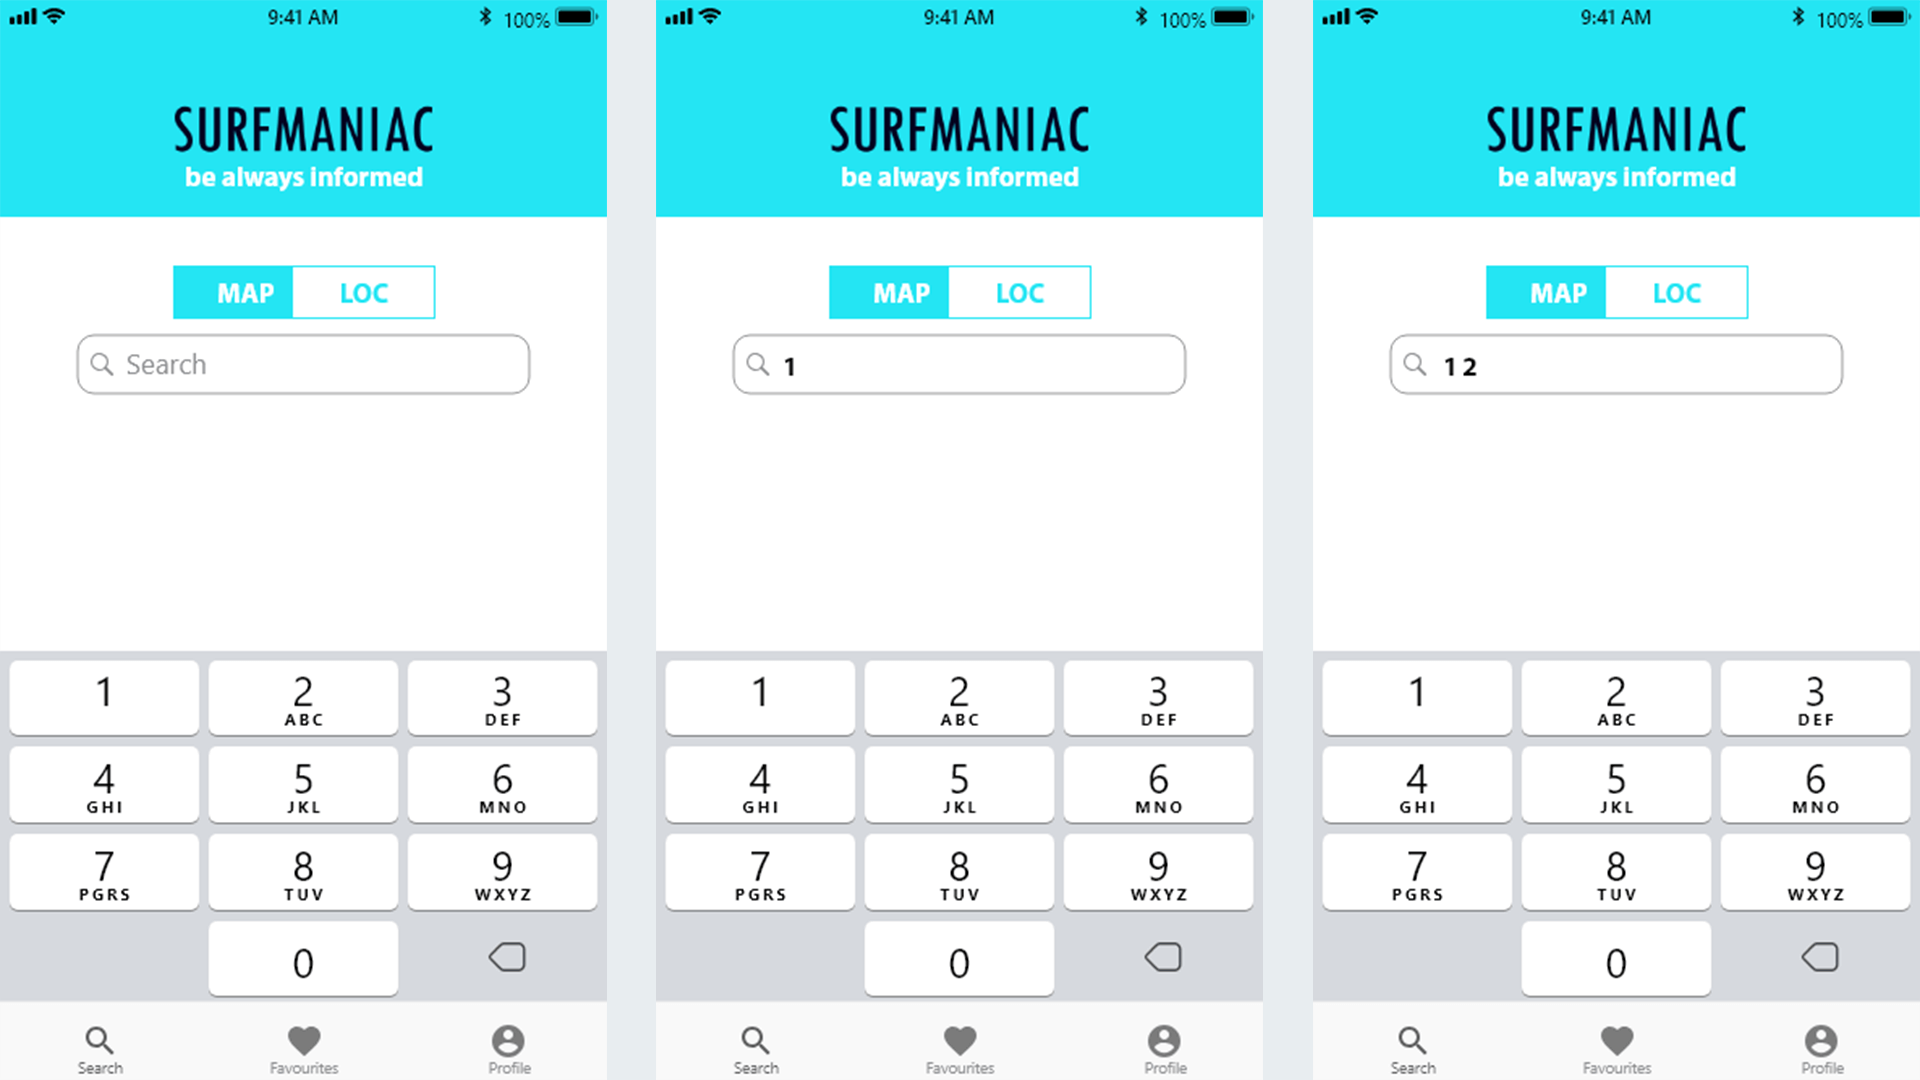 9:41 AM 100%
SURFMANIAC
be always informed
MAP LOC
Search
1
2 ABC
3 DEF
4 GHI
5 JKL
6 MNO
7 PGRS
8 TUV
9 WXYZ
0
Search Favourites Profile
9:41 AM 100%
SURFMANIAC
be always informed
MAP LOC
1
1
2 ABC
3 DEF
4 GHI
5 JKL
6 MNO
7 PGRS
8 TUV
9 WXYZ
0
Search Favourites Profile
9:41 AM 100%
SURFMANIAC
be always informed
MAP LOC
1 2
1
2 ABC
3 DEF
4 GHI
5 JKL
6 MNO
7 PGRS
8 TUV
9 WXYZ
0
Search Favourites Profile